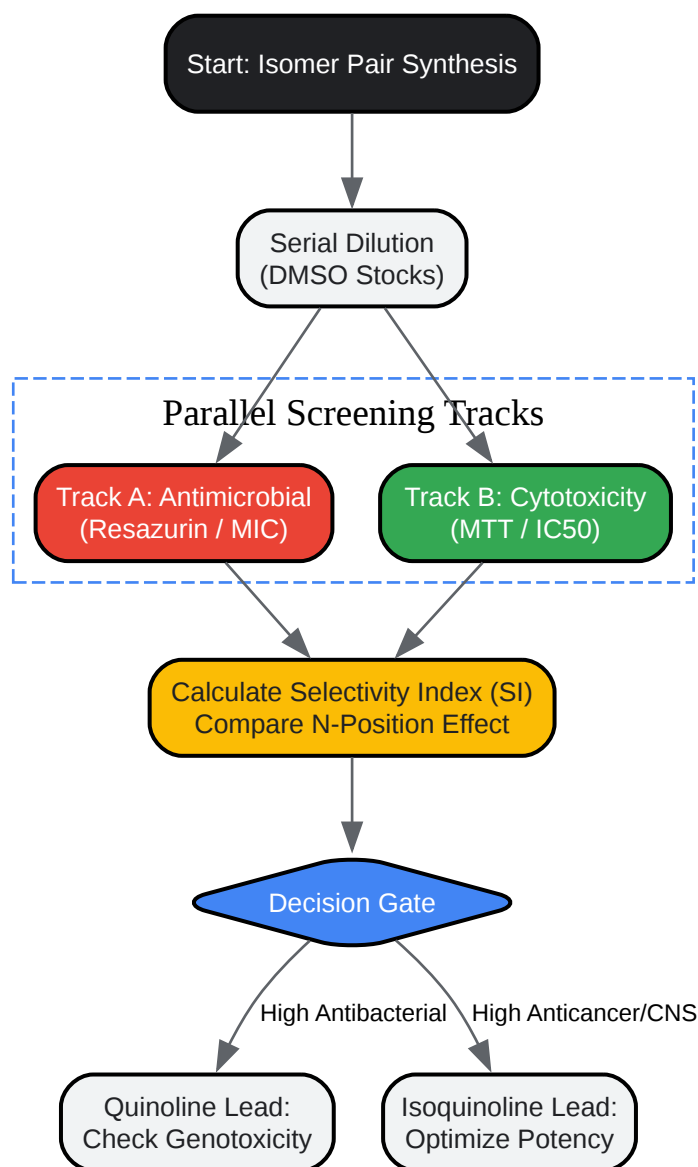 Start: Isomer Pair Synthesis
Serial Dilution
(DMSO Stocks)
Parallel Screening Tracks
Track A: Antimicrobial
(Resazurin / MIC)
Track B: Cytotoxicity
(MTT / IC50)
Calculate Selectivity Index (SI)
Compare N-Position Effect
Decision Gate
High Antibacterial
High Anticancer/CNS
Quinoline Lead:
Check Genotoxicity
Isoquinoline Lead:
Optimize Potency